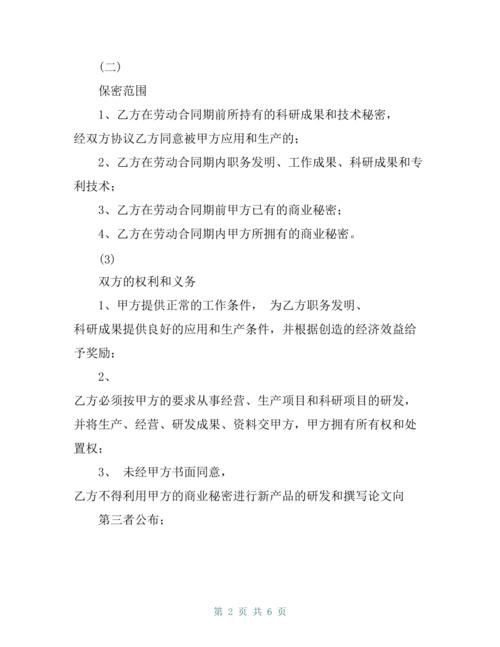 (二)
保密范围
1、乙方在劳动合同期前所持有的科研成果和技术秘密，
经双方协议乙方同意被甲方应用和生产的；
2、乙方在劳动合同期内职务发明、工作成果、科研成果和专
利技术；
3、乙方在劳动合同期前甲方已有的商业秘密；
4、乙方在劳动合同期内甲方所拥有的商业秘密。
(3)
双方的权利和义务
1、甲方提供正常的工作条件， 为乙方职务发明、
科研成果提供良好的应用和生产条件，并根据创造的经济效益给
予奖励；
2、
乙方必须按甲方的要求从事经营、生产项目和科研项目的研发，
并将生产、经营、研发成果、资料交甲方，甲方拥有所有权和处
置权；
3、 未经甲方书面同意，
乙方不得利用甲方的商业秘密进行新产品的研发和撰写论文向
第三者公布；
第 2 页 共 6 页